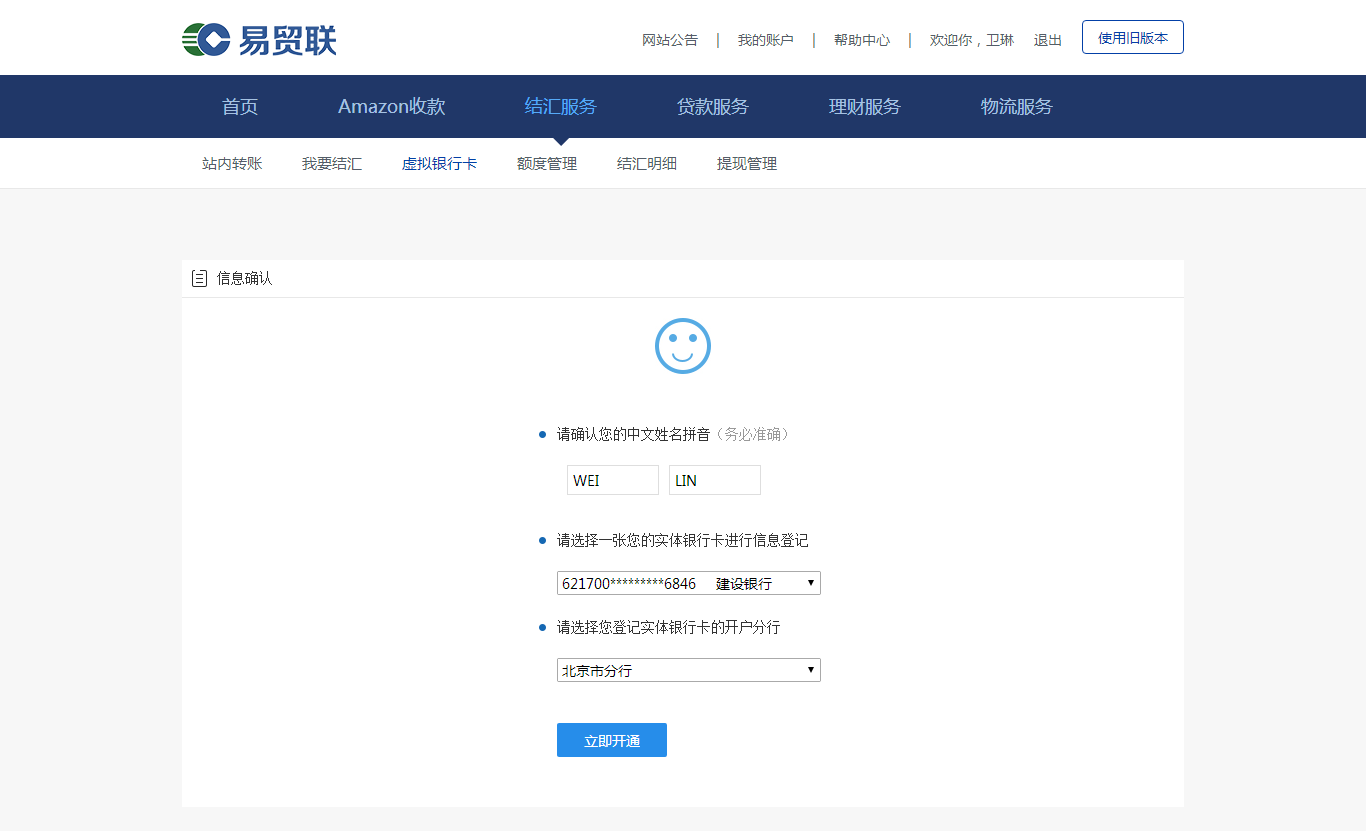 易贸联
网站公告 | 我的账户 | 帮助中心 | 欢迎你，卫琳 退出 使用旧版本
首页 Amazon收款 结汇服务 贷款服务 理财服务 物流服务
站内转账 我要结汇 虚拟银行卡 额度管理 结汇明细 提现管理
信息确认
请确认您的中文姓名拼音（务必准确）
WEI LIN
请选择一张您的实体银行卡进行信息登记
621700*********6846 建设银行
请选择您登记实体银行卡的开户分行
北京市分行
立即开通